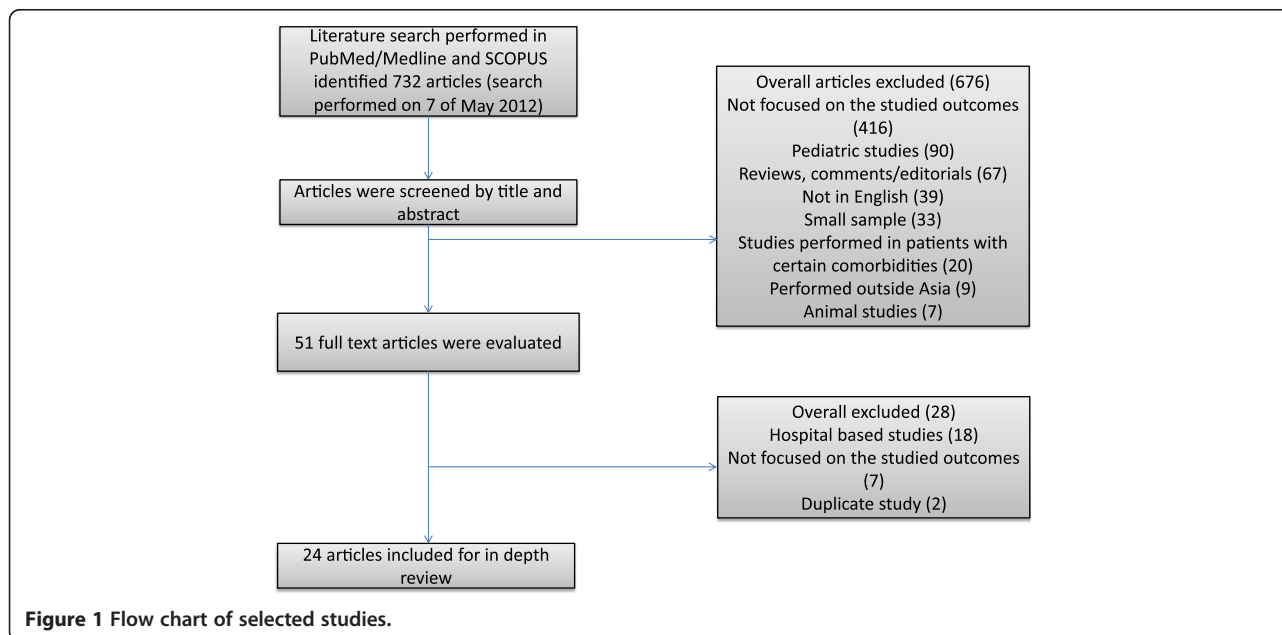 Literature search performed in
PubMed/Medline and SCOPUS
identified 732 articles (search
performed on 7 of May 2012)
Overall articles excluded (676)
Not focused on the studied outcomes
(416)
Pediatric studies (90)
Reviews, comments/editorials (67)
Not in English (39)
Small sample (33)
Studies performed in patients with
certain comorbidities (20)
Performed outside Asia (9)
Animal studies (7)
Articles were screened by title and
abstract
51 full text articles were evaluated
Overall excluded (28)
Hospital based studies (18)
Not focused on the studied outcomes
(7)
Duplicate study (2)
24 articles included for in depth
review
Figure 1 Flow chart of selected studies.